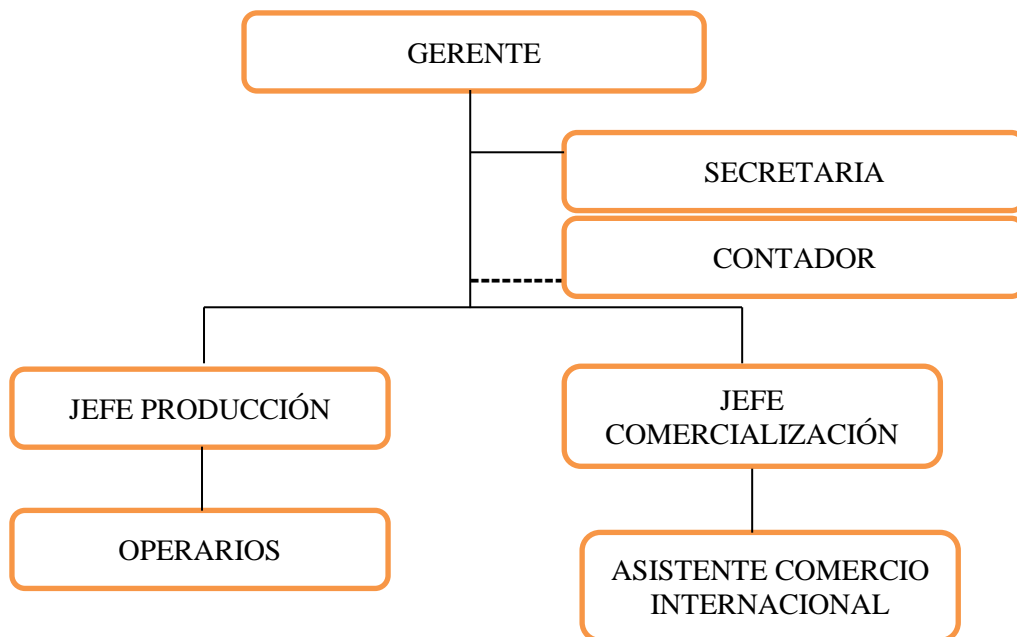 GERENTE
SECRETARIA
CONTADOR
JEFE PRODUCCIÓN
JEFE
COMERCIALIZACIÓN
OPERARIOS
ASISTENTE COMERCIO
INTERNACIONAL